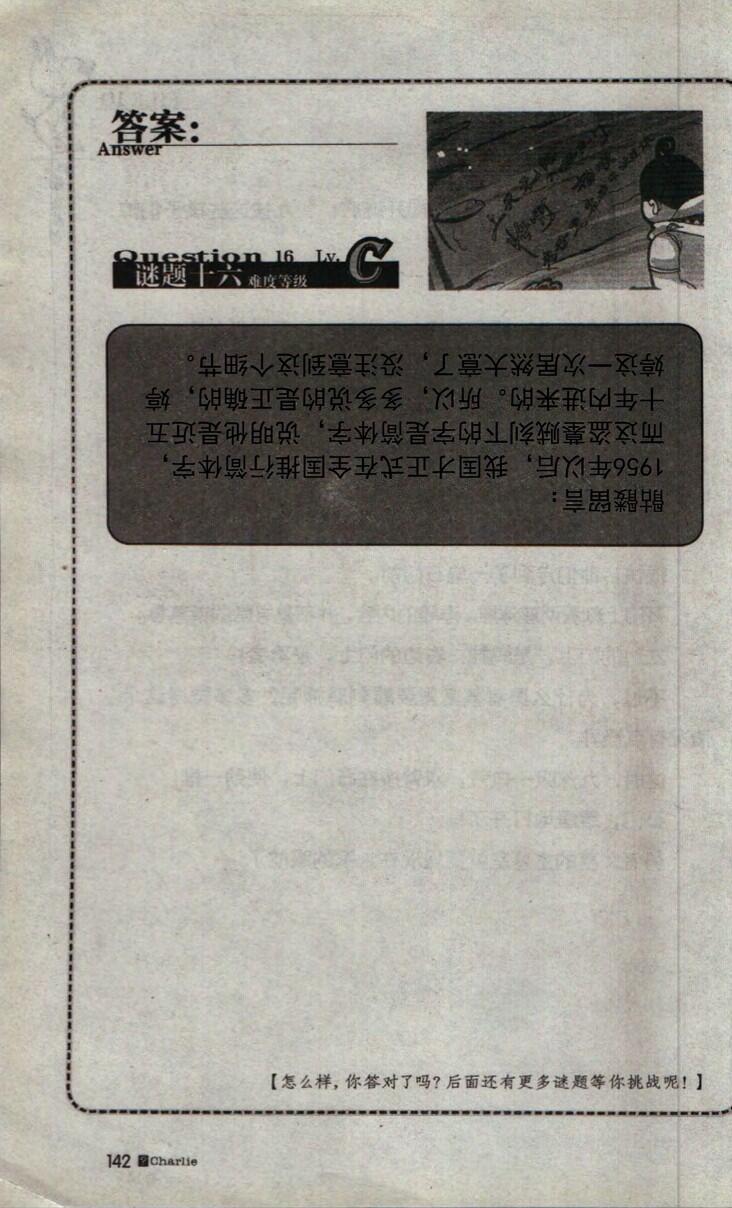 答案：
Answer
Question 16 Lv. C
谜题十六 难度等级
骷髅留言：
1956年以后，我国才正式在全国推行简体字，
而这盗墓贼刻下的字是简体字，说明他是近五
十年内进来的。所以，多多说的是正确的，婷
婷这一次居然大意了，没注意到这个细节。
【怎么样，你答对了吗？后面还有更多谜题等你挑战呢！】
142 ? Charlie